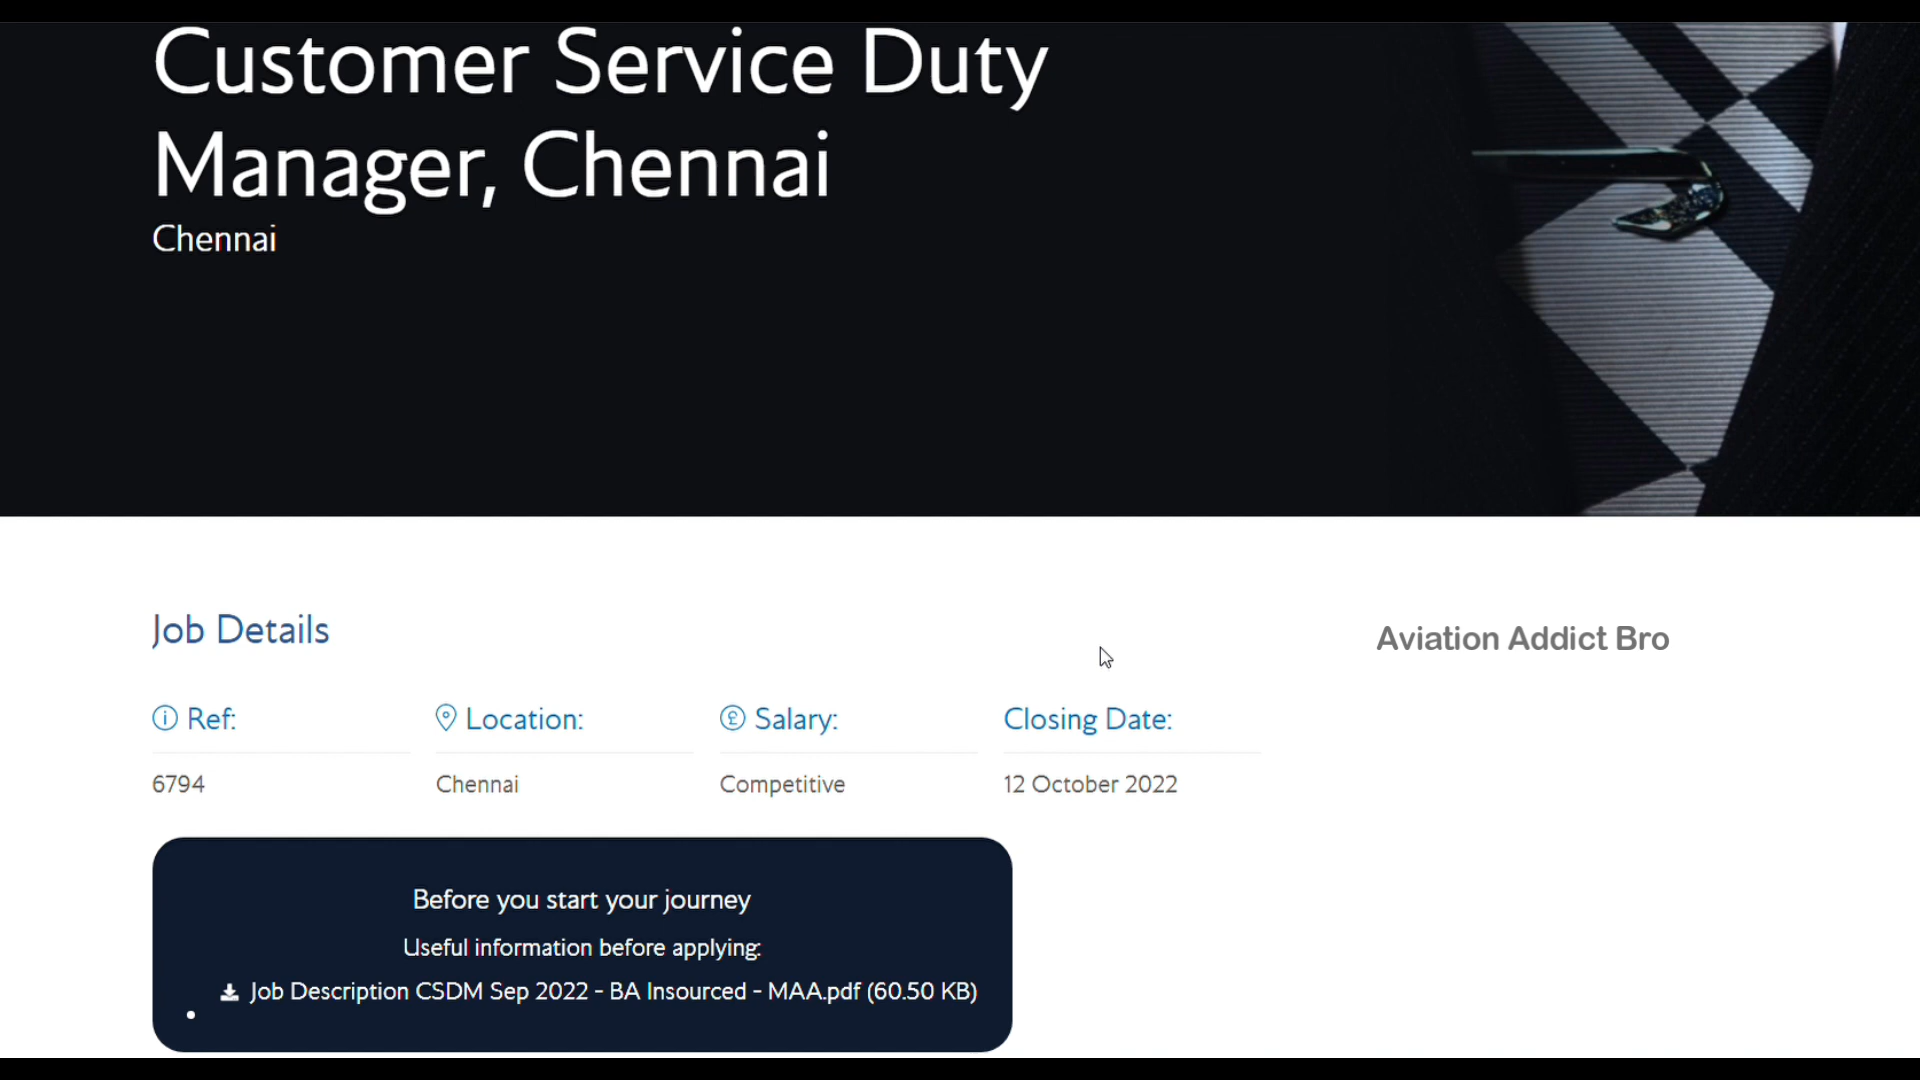 Customer Service Duty
Manager, Chennai
Chennai
Job Details
Aviation Addict Bro
Ref:
Location:
Salary:
Closing Date:
6794
Chennai
Competitive
12 October 2022
Before you start your journey
Useful information before applying:
Job Description CSDM Sep 2022 - BA Insourced - MAA.pdf (60.50 KB)